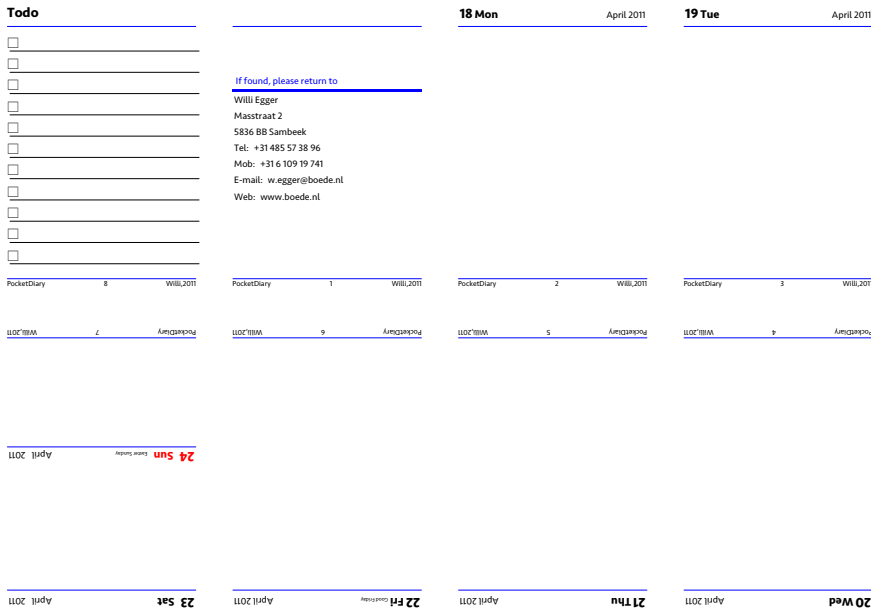 Todo
PocketDiary 8 Willi,2011
If found, please return to
Willi Egger
Masstraat 2
5836 BB Sambeek
Tel: +31 485 57 38 96
Mob: +31 6 109 19 741
E-mail: w.egger@boede.nl
Web: www.boede.nl
PocketDiary 1 Willi,2011
18 Mon April 2011
PocketDiary 2 Willi,2011
19 Tue April 2011
PocketDiary 3 Willi,2011
20 Wed April 2011
PocketDiary 4 Willi,2011
21 Thu April 2011
PocketDiary 5 Willi,2011
22 Fri Good Friday April 2011
PocketDiary 6 Willi,2011
23 Sat April 2011
24 Sun Easter Sunday April 2011
PocketDiary 7 Willi,2011